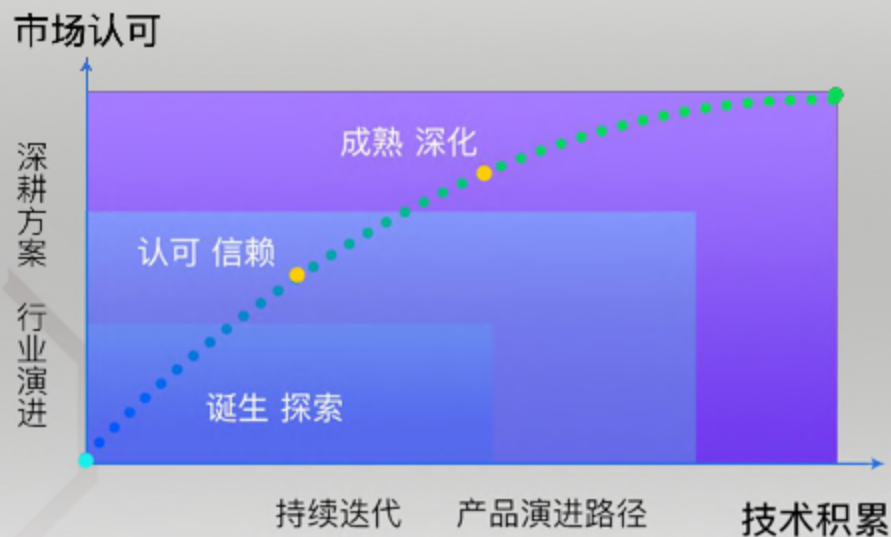 市场认可
深耕方案 行业演进
成熟 深化
认可 信赖
诞生 探索
持续迭代 产品演进路径
技术积累